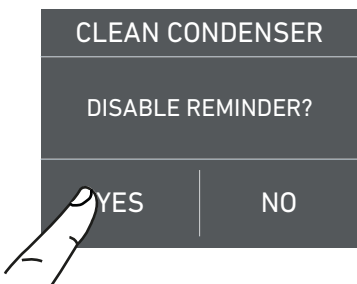 CLEAN CONDENSER
DISABLE REMINDER?
YES
NO